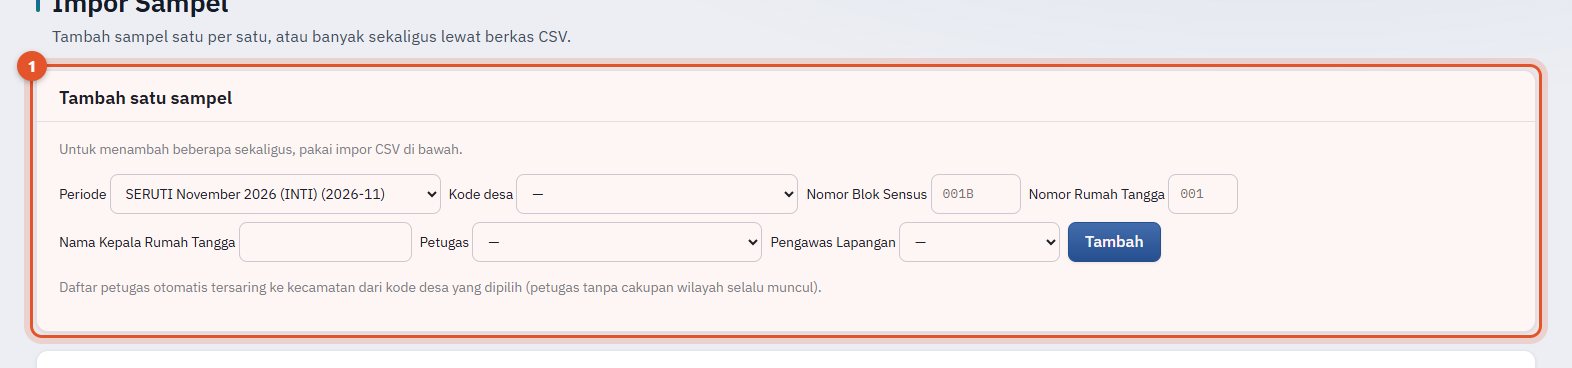 Impor Sampel
Tambah sampel satu per satu, atau banyak sekaligus lewat berkas CSV.
1
Tambah satu sampel
Untuk menambah beberapa sekaligus, pakai impor CSV di bawah.
Periode SERUTI November 2026 (INTI) (2026-11) Kode desa — Nomor Blok Sensus 001B Nomor Rumah Tangga 001
Nama Kepala Rumah Tangga Petugas — Pengawas Lapangan — Tambah
Daftar petugas otomatis tersaring ke kecamatan dari kode desa yang dipilih (petugas tanpa cakupan wilayah selalu muncul).